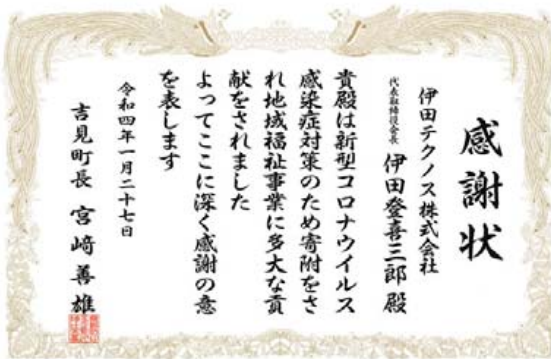 感謝状
伊田テクノス株式会社
代表取締役会長 伊田登喜三郎 殿
貴殿は新型コロナウイルス
感染症対策のため寄附をさ
れ地域福祉事業に多大な貢
献をされました
よってここに深く感謝の意
を表します
令和四年一月二十七日
吉見町長 宮﨑善雄